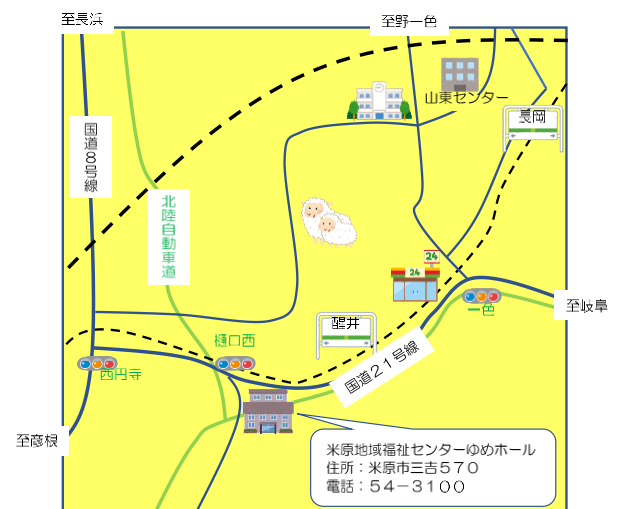 至長浜
至野一色
山東センター
長岡
国道８号線
北陸自動車道
24
24
至岐阜
一色
醒井
樋口西
国道２１号線
西円寺
至彦根
米原地域福祉センターゆめホール
住所：米原市三吉５７０
電話：５４－３１００